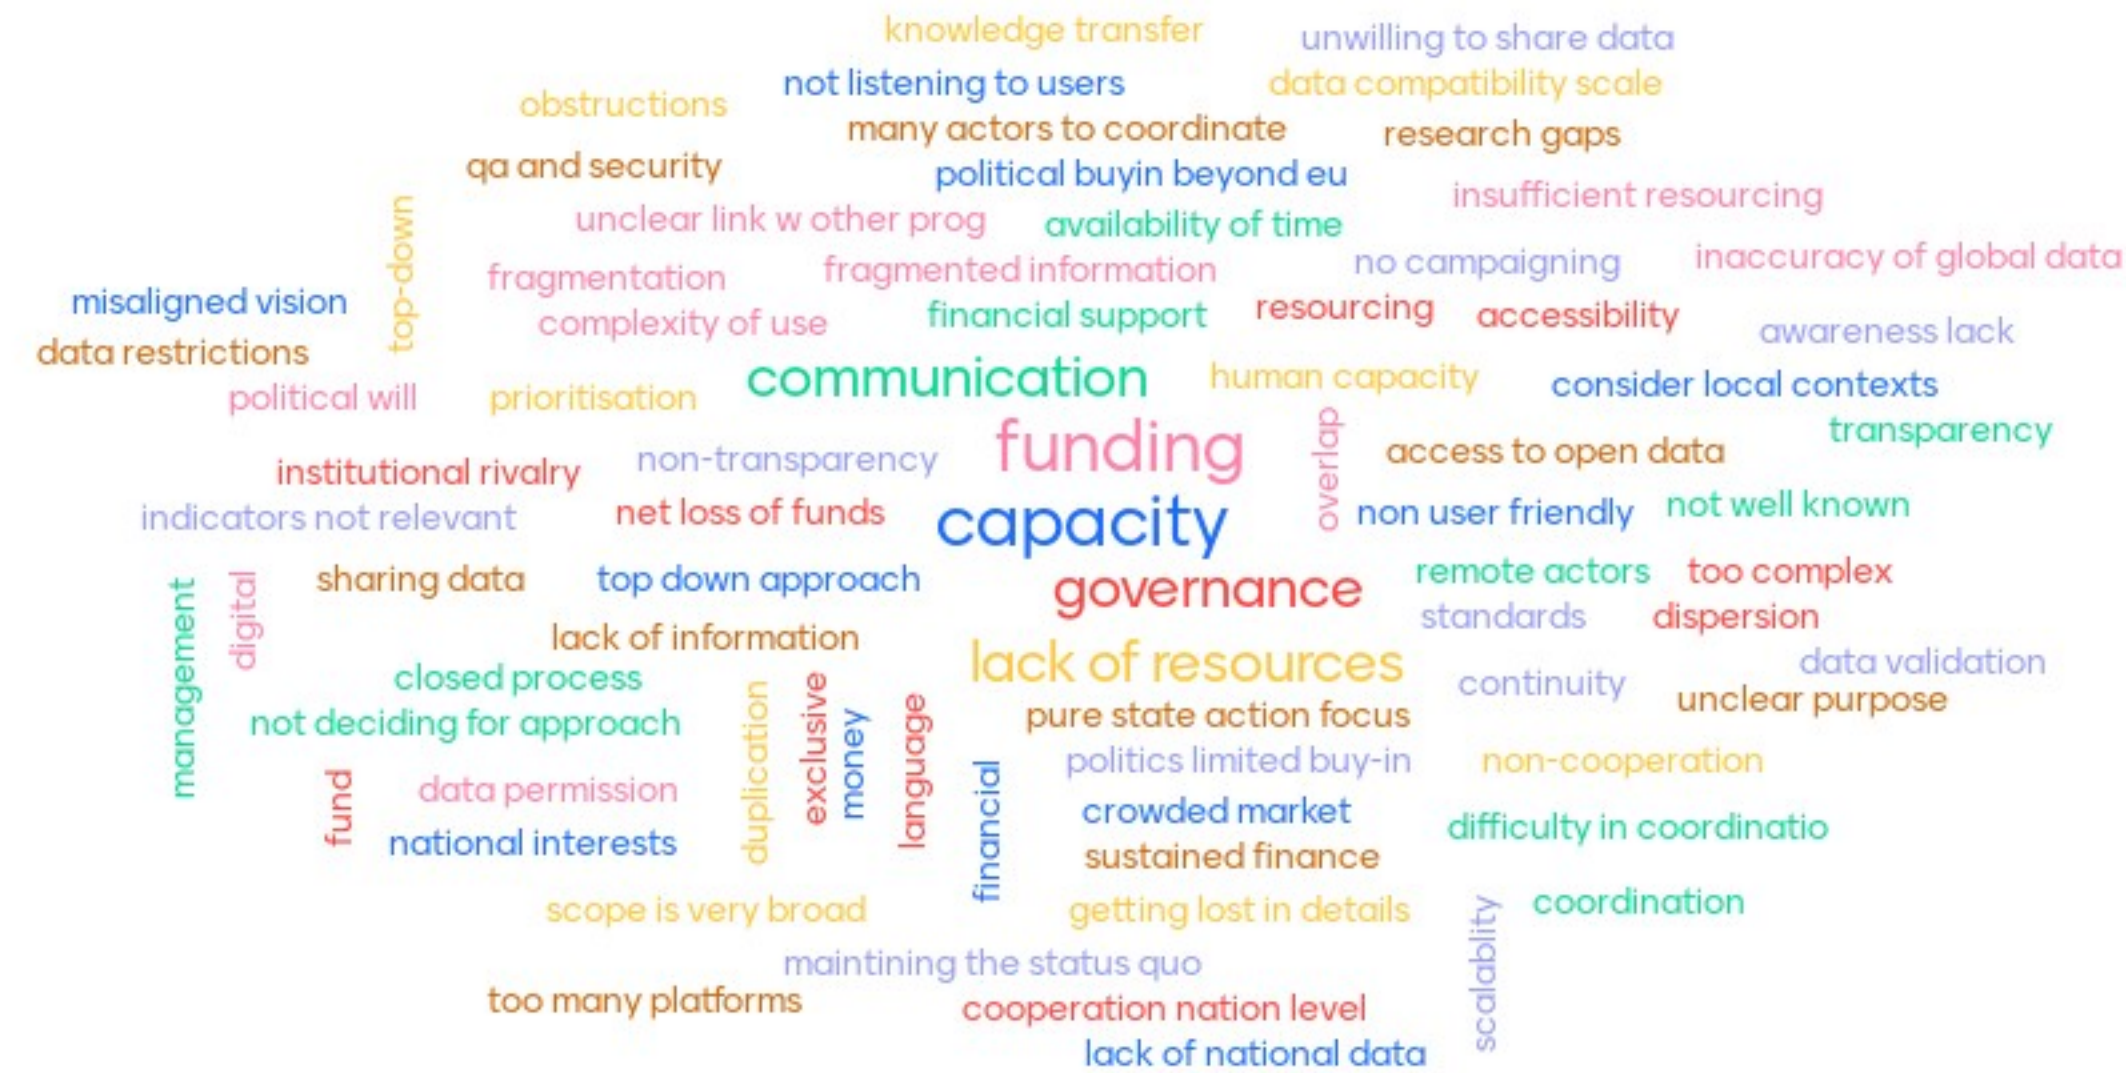 knowledge transfer
unwilling to share data
not listening to users
data compatibility scale
obstructions
many actors to coordinate
research gaps
qa and security
political buyin beyond eu
insufficient resourcing
top-down
unclear link w other prog
availability of time
fragmentation
fragmented information
no campaigning
inaccuracy of global data
misaligned vision
complexity of use
financial support
resourcing
accessibility
awareness lack
data restrictions
communication
human capacity
consider local contexts
political will
prioritisation
funding
overlap
transparency
institutional rivalry
non-transparency
access to open data
indicators not relevant
net loss of funds
capacity
non user friendly
not well known
management
digital
sharing data
top down approach
governance
remote actors
too complex
standards
dispersion
lack of information
lack of resources
data validation
closed process
continuity
unclear purpose
not deciding for approach
duplication
exclusive
money
language
pure state action focus
financial
politics limited buy-in
non-cooperation
fund
data permission
crowded market
difficulty in coordinatio
national interests
sustained finance
scope is very broad
getting lost in details
scalablity
coordination
maintining the status quo
too many platforms
cooperation nation level
lack of national data